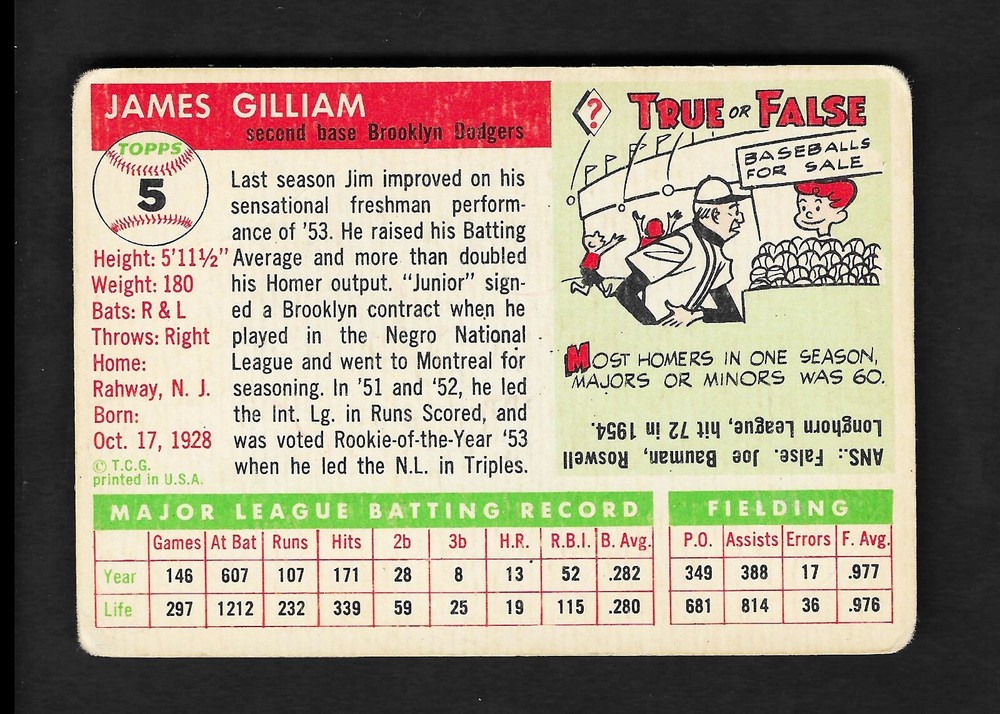 JAMES GILLIAM
second base Brooklyn Dodgers
TOPPS
5
Height: 5'11½"
Weight: 180
Bats: R & L
Throws: Right
Home:
Rahway, N. J.
Born:
Oct. 17, 1928
© T.C.G.
printed in U.S.A.
Last season Jim improved on his
sensational freshman perform-
ance of '53. He raised his Batting
Average and more than doubled
his Homer output. "Junior" sign-
ed a Brooklyn contract when he
played in the Negro National
League and went to Montreal for
seasoning. In '51 and '52, he led
the Int. Lg. in Runs Scored, and
was voted Rookie-of-the-Year '53
when he led the N.L. in Triples.
?
TRUE OR FALSE
BASEBALLS
FOR SALE
MOST HOMERS IN ONE SEASON,
MAJORS OR MINORS WAS 60.
ANS.: False. Joe Bauman, Roswell
Longhorn League, hit 72 in 1954.
MAJOR LEAGUE BATTING RECORD
Games At Bat Runs Hits 2b 3b H.R. R.B.I. B. Avg.
Year 146 607 107 171 28 8 13 52 .282
Life 297 1212 232 339 59 25 19 115 .280
FIELDING
P.O. Assists Errors F. Avg.
349 388 17 .977
681 814 36 .976